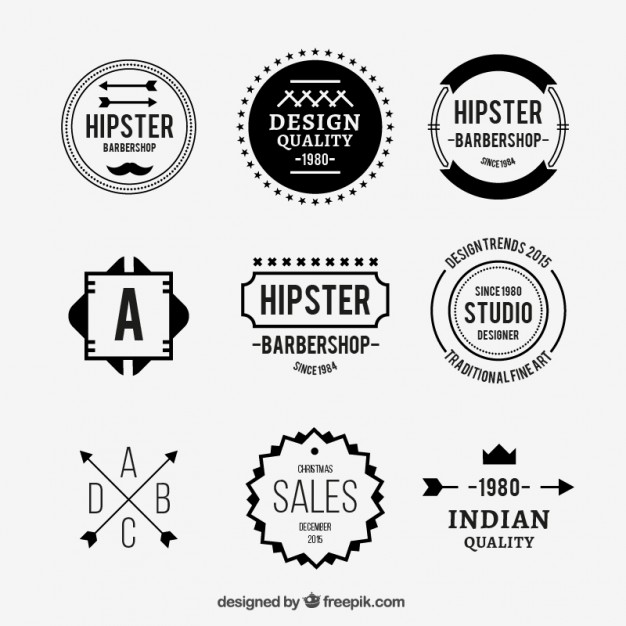 HIPSTER
BARBERSHOP
DESIGN
QUALITY
-1980-
HIPSTER
-BARBERSHOP-
SINCE 1984
A
HIPSTER
-BARBERSHOP-
SINCE 1984
DESIGN TRENDS 2015
SINCE 1980
STUDIO
DESIGNER
TRADITIONAL FINE ART
A
D B
C
CHRISTMAS
SALES
DECEMBER
2015
-1980-
INDIAN
QUALITY
designed by freepik.com